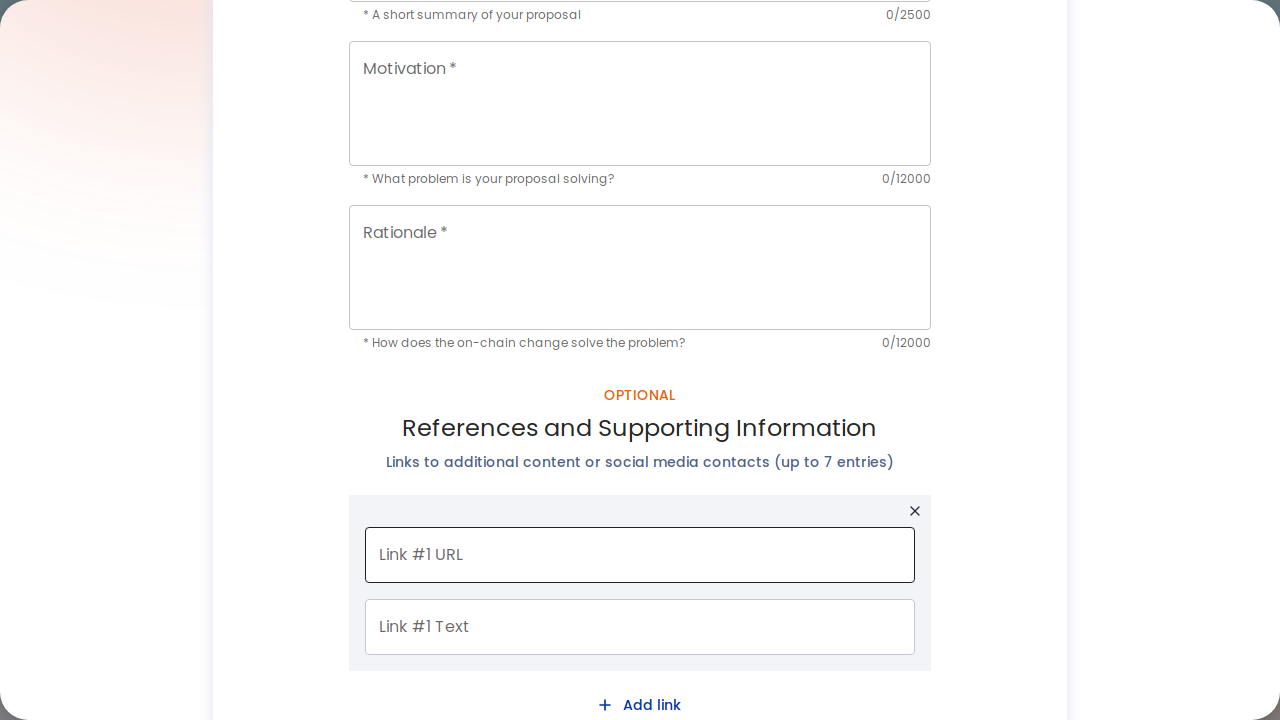 * A short summary of your proposal 0/2500
Motivation *
* What problem is your proposal solving? 0/12000
Rationale *
* How does the on-chain change solve the problem? 0/12000
OPTIONAL
References and Supporting Information
Links to additional content or social media contacts (up to 7 entries)
Link #1 URL
Link #1 Text
+ Add link